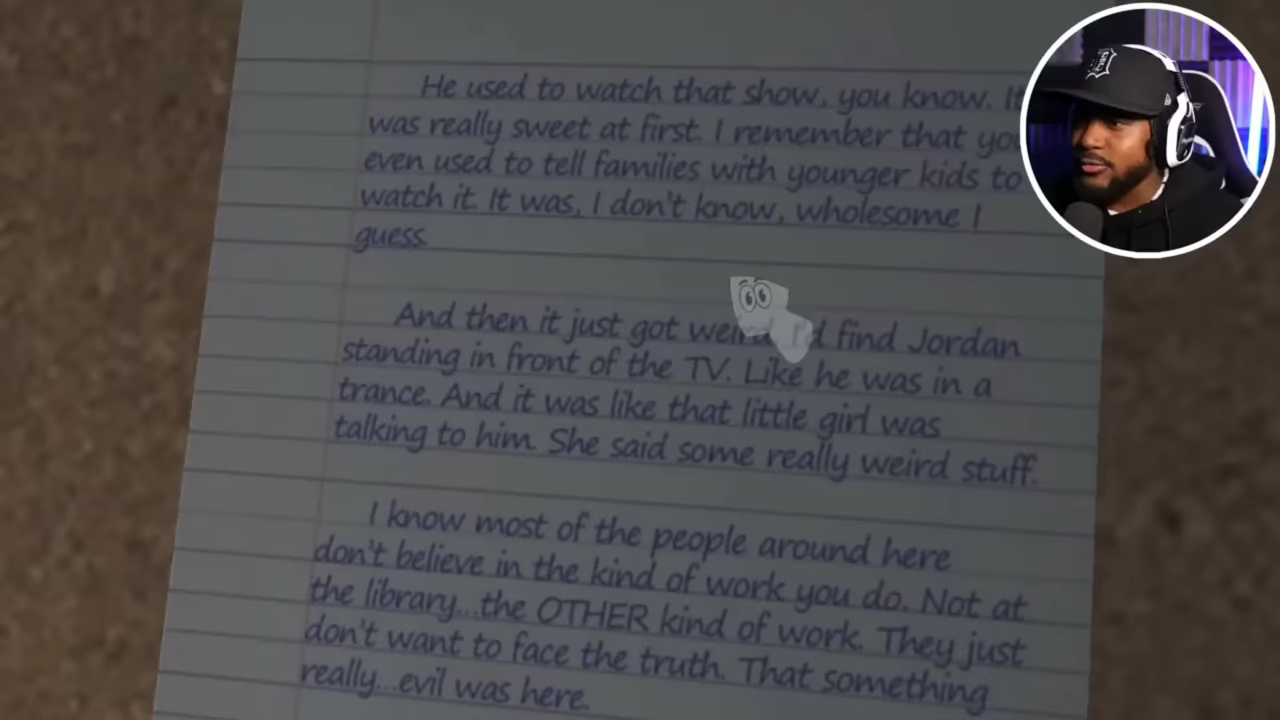 He used to watch that show, you know. It
was really sweet at first. I remember that you
even used to tell families with younger kids to
watch it. It was, I don't know, wholesome I
guess.
And then it just got weird. I'd find Jordan
standing in front of the TV. Like he was in a
trance. And it was like that little girl was
talking to him. She said some really weird stuff.
I know most of the people around here
don't believe in the kind of work you do. Not at
the library...the OTHER kind of work. They just
don't want to face the truth. That something
really...evil was here.